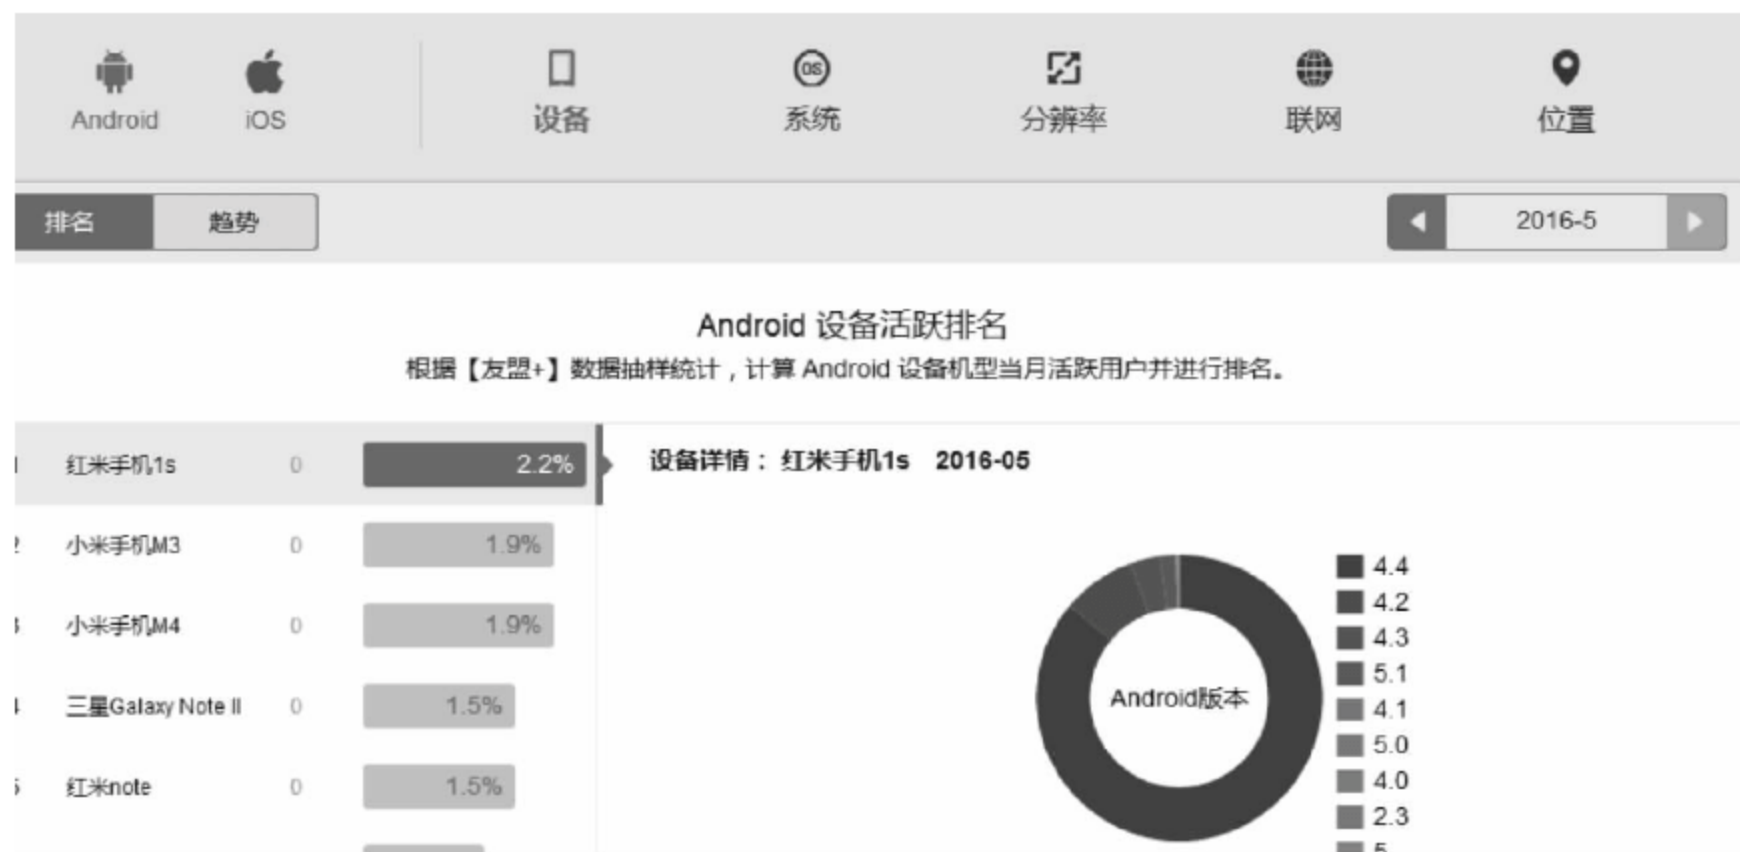 Android iOS 设备 系统 分辨率 联网 位置
排名 趋势 2016-5
Android 设备活跃排名
根据【友盟+】数据抽样统计，计算 Android 设备机型当月活跃用户并进行排名。
红米手机1s 0 2.2%
设备详情： 红米手机1s 2016-05
小米手机M3 0 1.9%
小米手机M4 0 1.9%
三星Galaxy Note II 0 1.5%
红米note 0 1.5%
Android版本
4.4
4.2
4.3
5.1
4.1
5.0
4.0
2.3